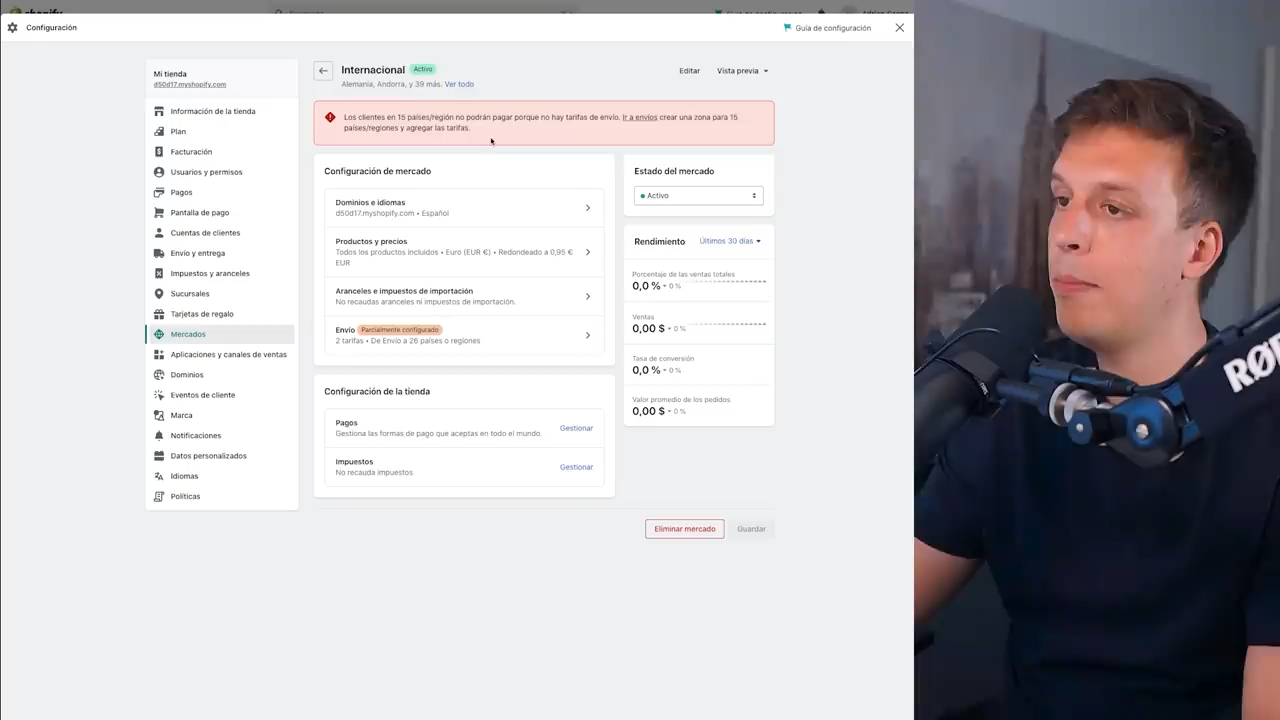 Configuración
Guía de configuración
Mi tienda
d50d17.myshopify.com
Información de la tienda
Plan
Facturación
Usuarios y permisos
Pagos
Pantalla de pago
Cuentas de clientes
Envío y entrega
Impuestos y aranceles
Sucursales
Tarjetas de regalo
Mercados
Aplicaciones y canales de ventas
Dominios
Eventos de cliente
Marca
Notificaciones
Datos personalizados
Idiomas
Políticas
Internacional Activo
Alemania, Andorra, y 39 más. Ver todo
Editar
Vista previa
Los clientes en 15 países/región no podrán pagar porque no hay tarifas de envío. Ir a envíos crear una zona para 15
países/regiones y agregar las tarifas.
Configuración de mercado
Dominios e idiomas
d50d17.myshopify.com • Español
Productos y precios
Todos los productos incluidos • Euro (EUR €) • Redondeado a 0,95 €
EUR
Aranceles e impuestos de importación
No recaudas aranceles ni impuestos de importación.
Envío Parcialmente configurado
2 tarifas • De Envío a 26 países o regiones
Configuración de la tienda
Pagos
Gestiona las formas de pago que aceptas en todo el mundo.
Gestionar
Impuestos
No recauda impuestos.
Gestionar
Estado del mercado
Activo
Rendimiento
Últimos 30 días
Porcentaje de las ventas totales
0,0 % - 0 %
Ventas
0,00 $ - 0 %
Tasa de conversión
0,0 % - 0 %
Valor promedio de los pedidos
0,00 $ - 0 %
Eliminar mercado
Guardar
RØD